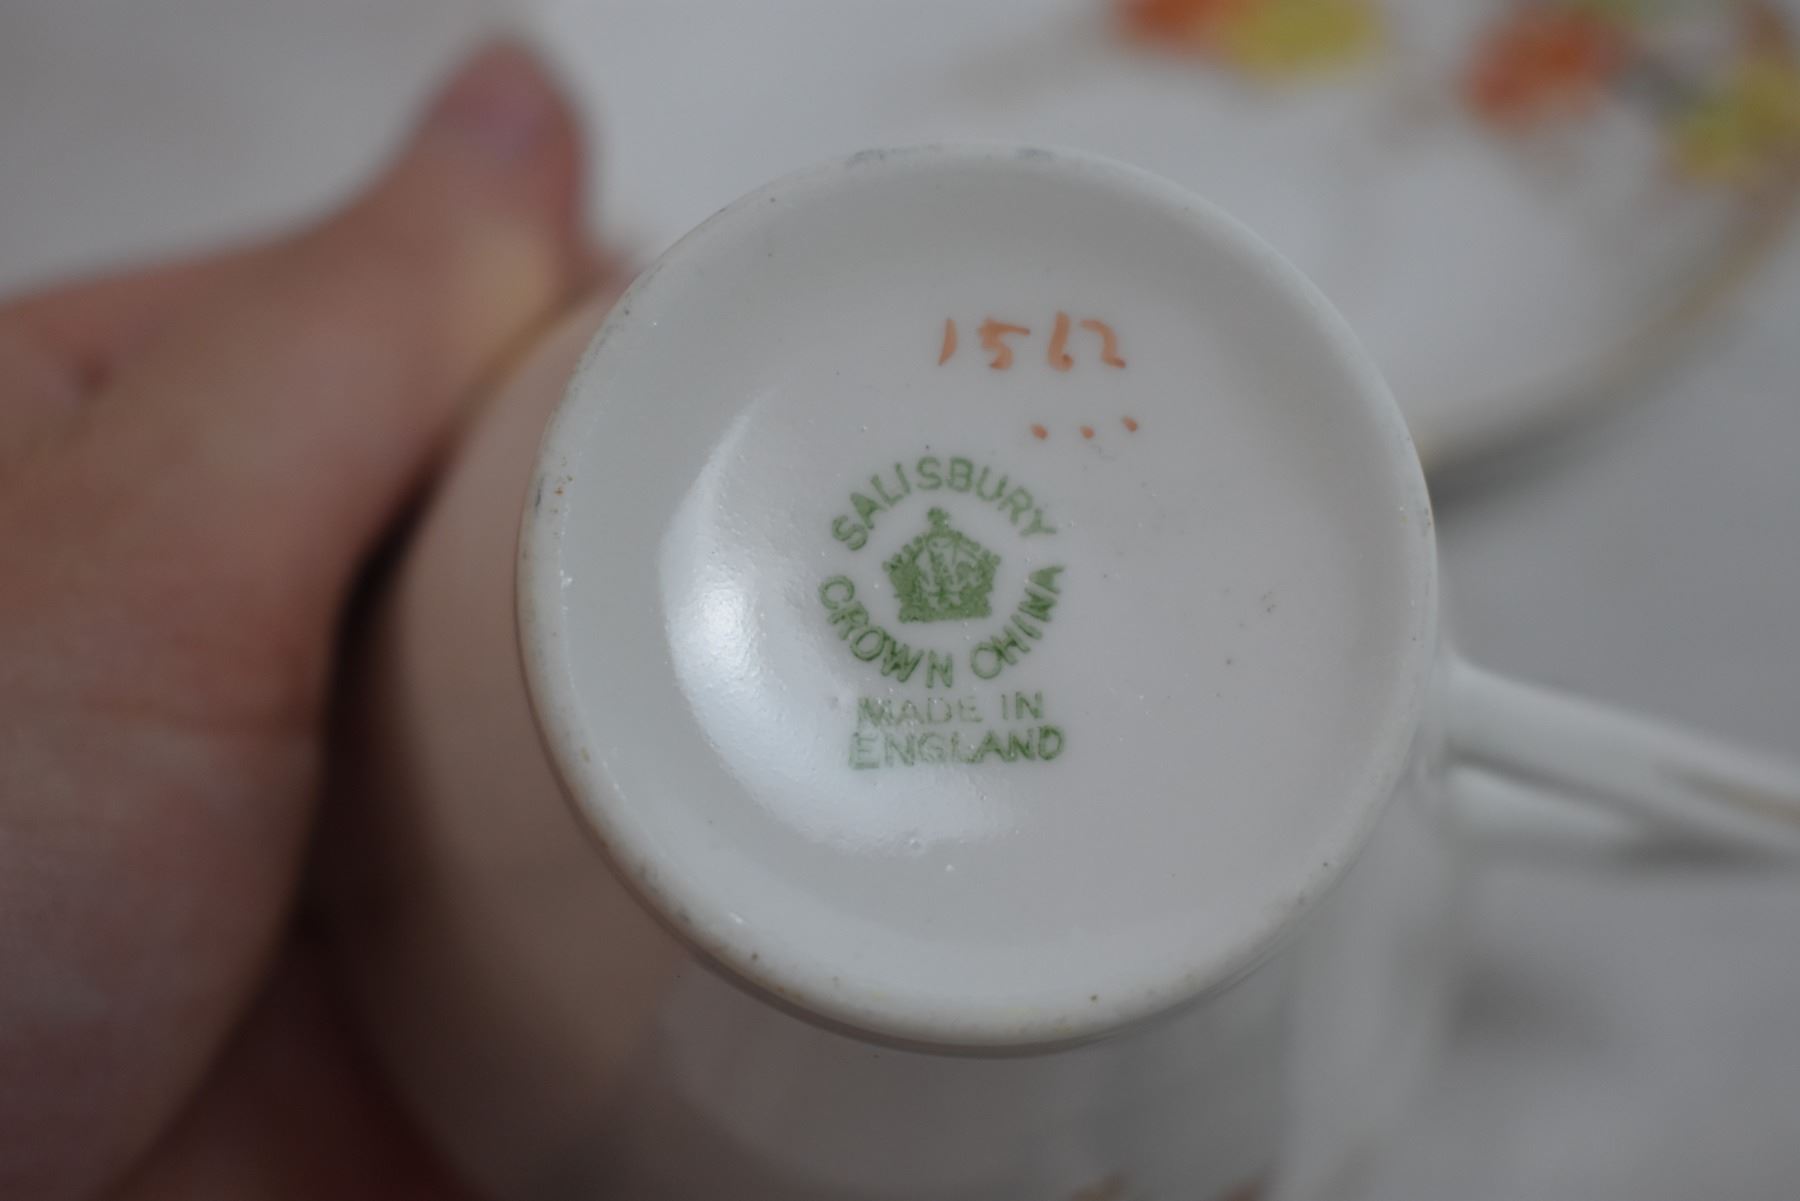 1562
...
SALISBURY
CROWN CHINA
MADE IN
ENGLAND